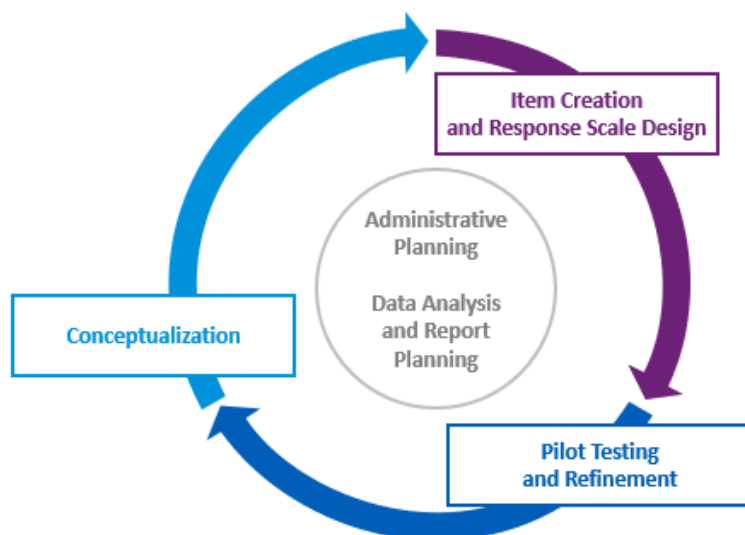 Item Creation
and Response Scale Design
Administrative
Planning
Data Analysis
and Report
Planning
Conceptualization
Pilot Testing
and Refinement